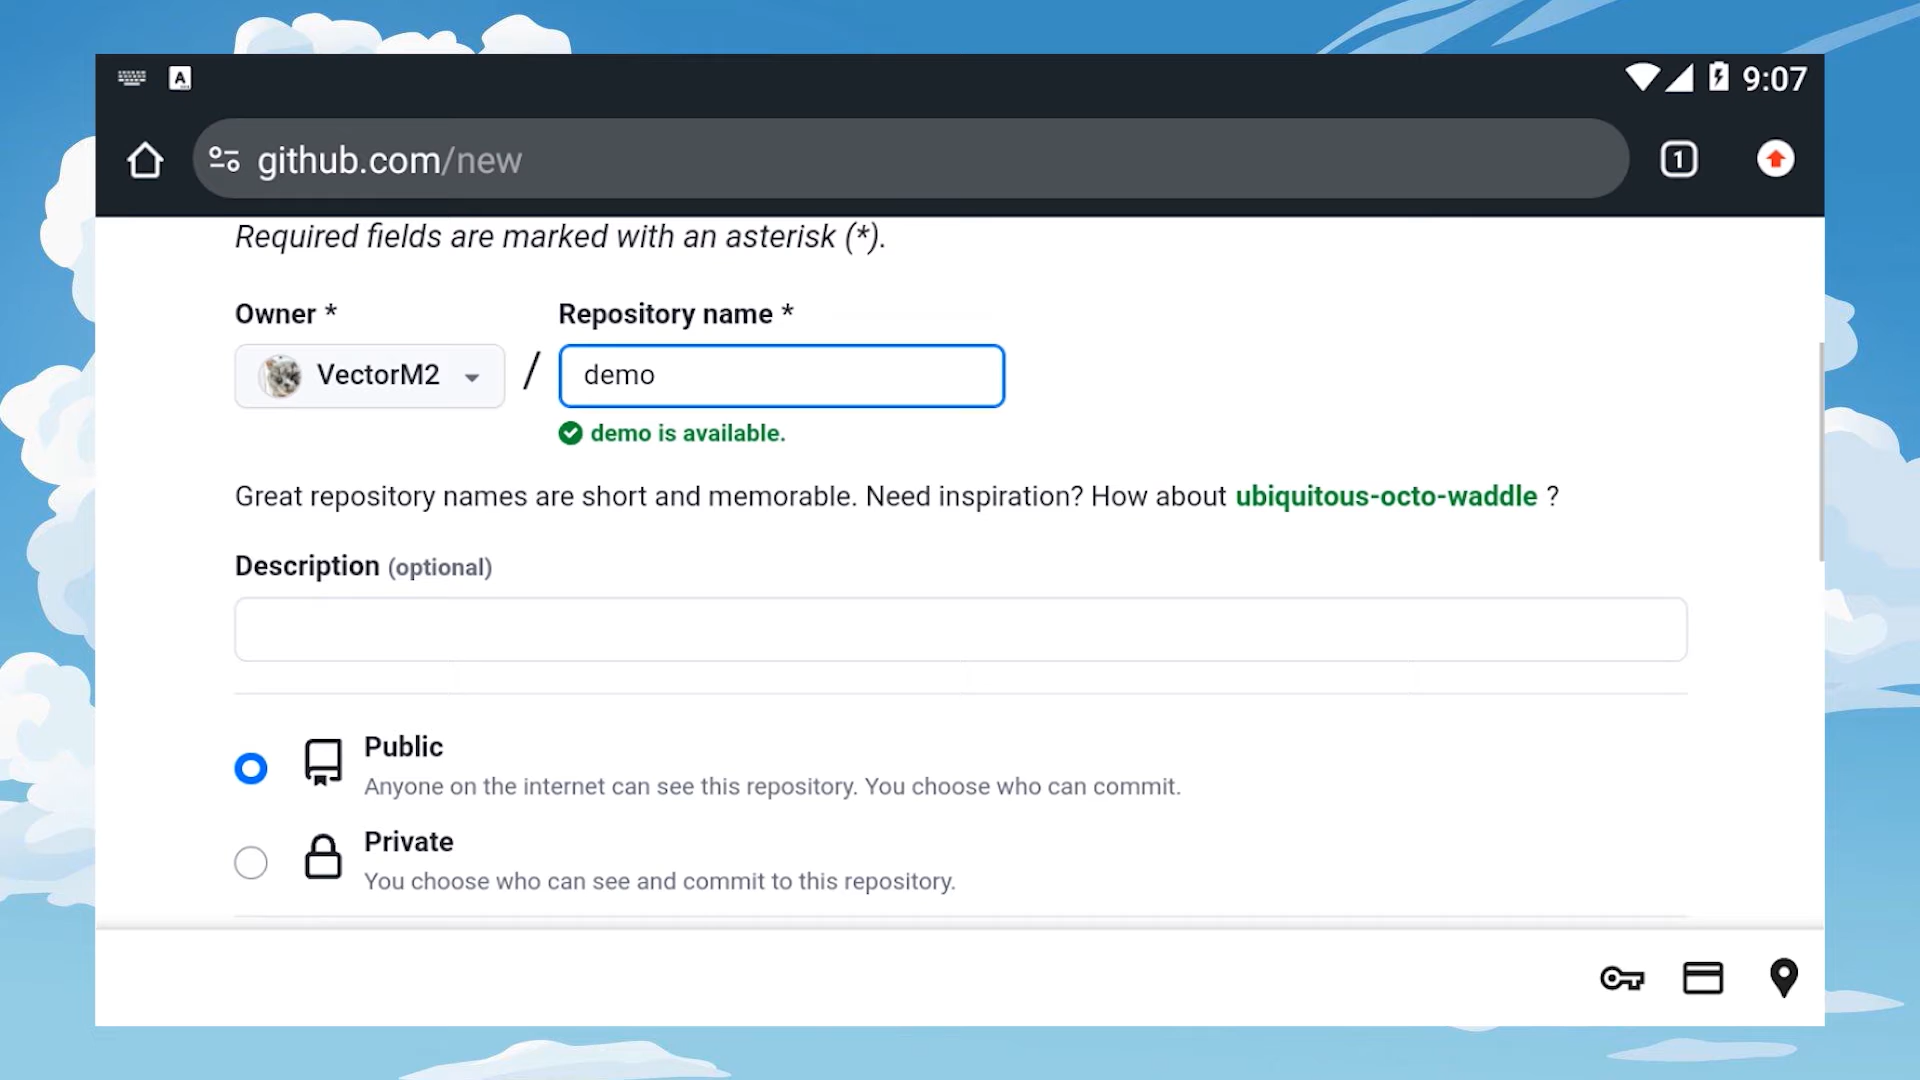 A
9:07
github.com/new
1
Required fields are marked with an asterisk (*).
Owner * Repository name *
VectorM2 / demo
demo is available.
Great repository names are short and memorable. Need inspiration? How about ubiquitous-octo-waddle ?
Description (optional)
Public
Anyone on the internet can see this repository. You choose who can commit.
Private
You choose who can see and commit to this repository.